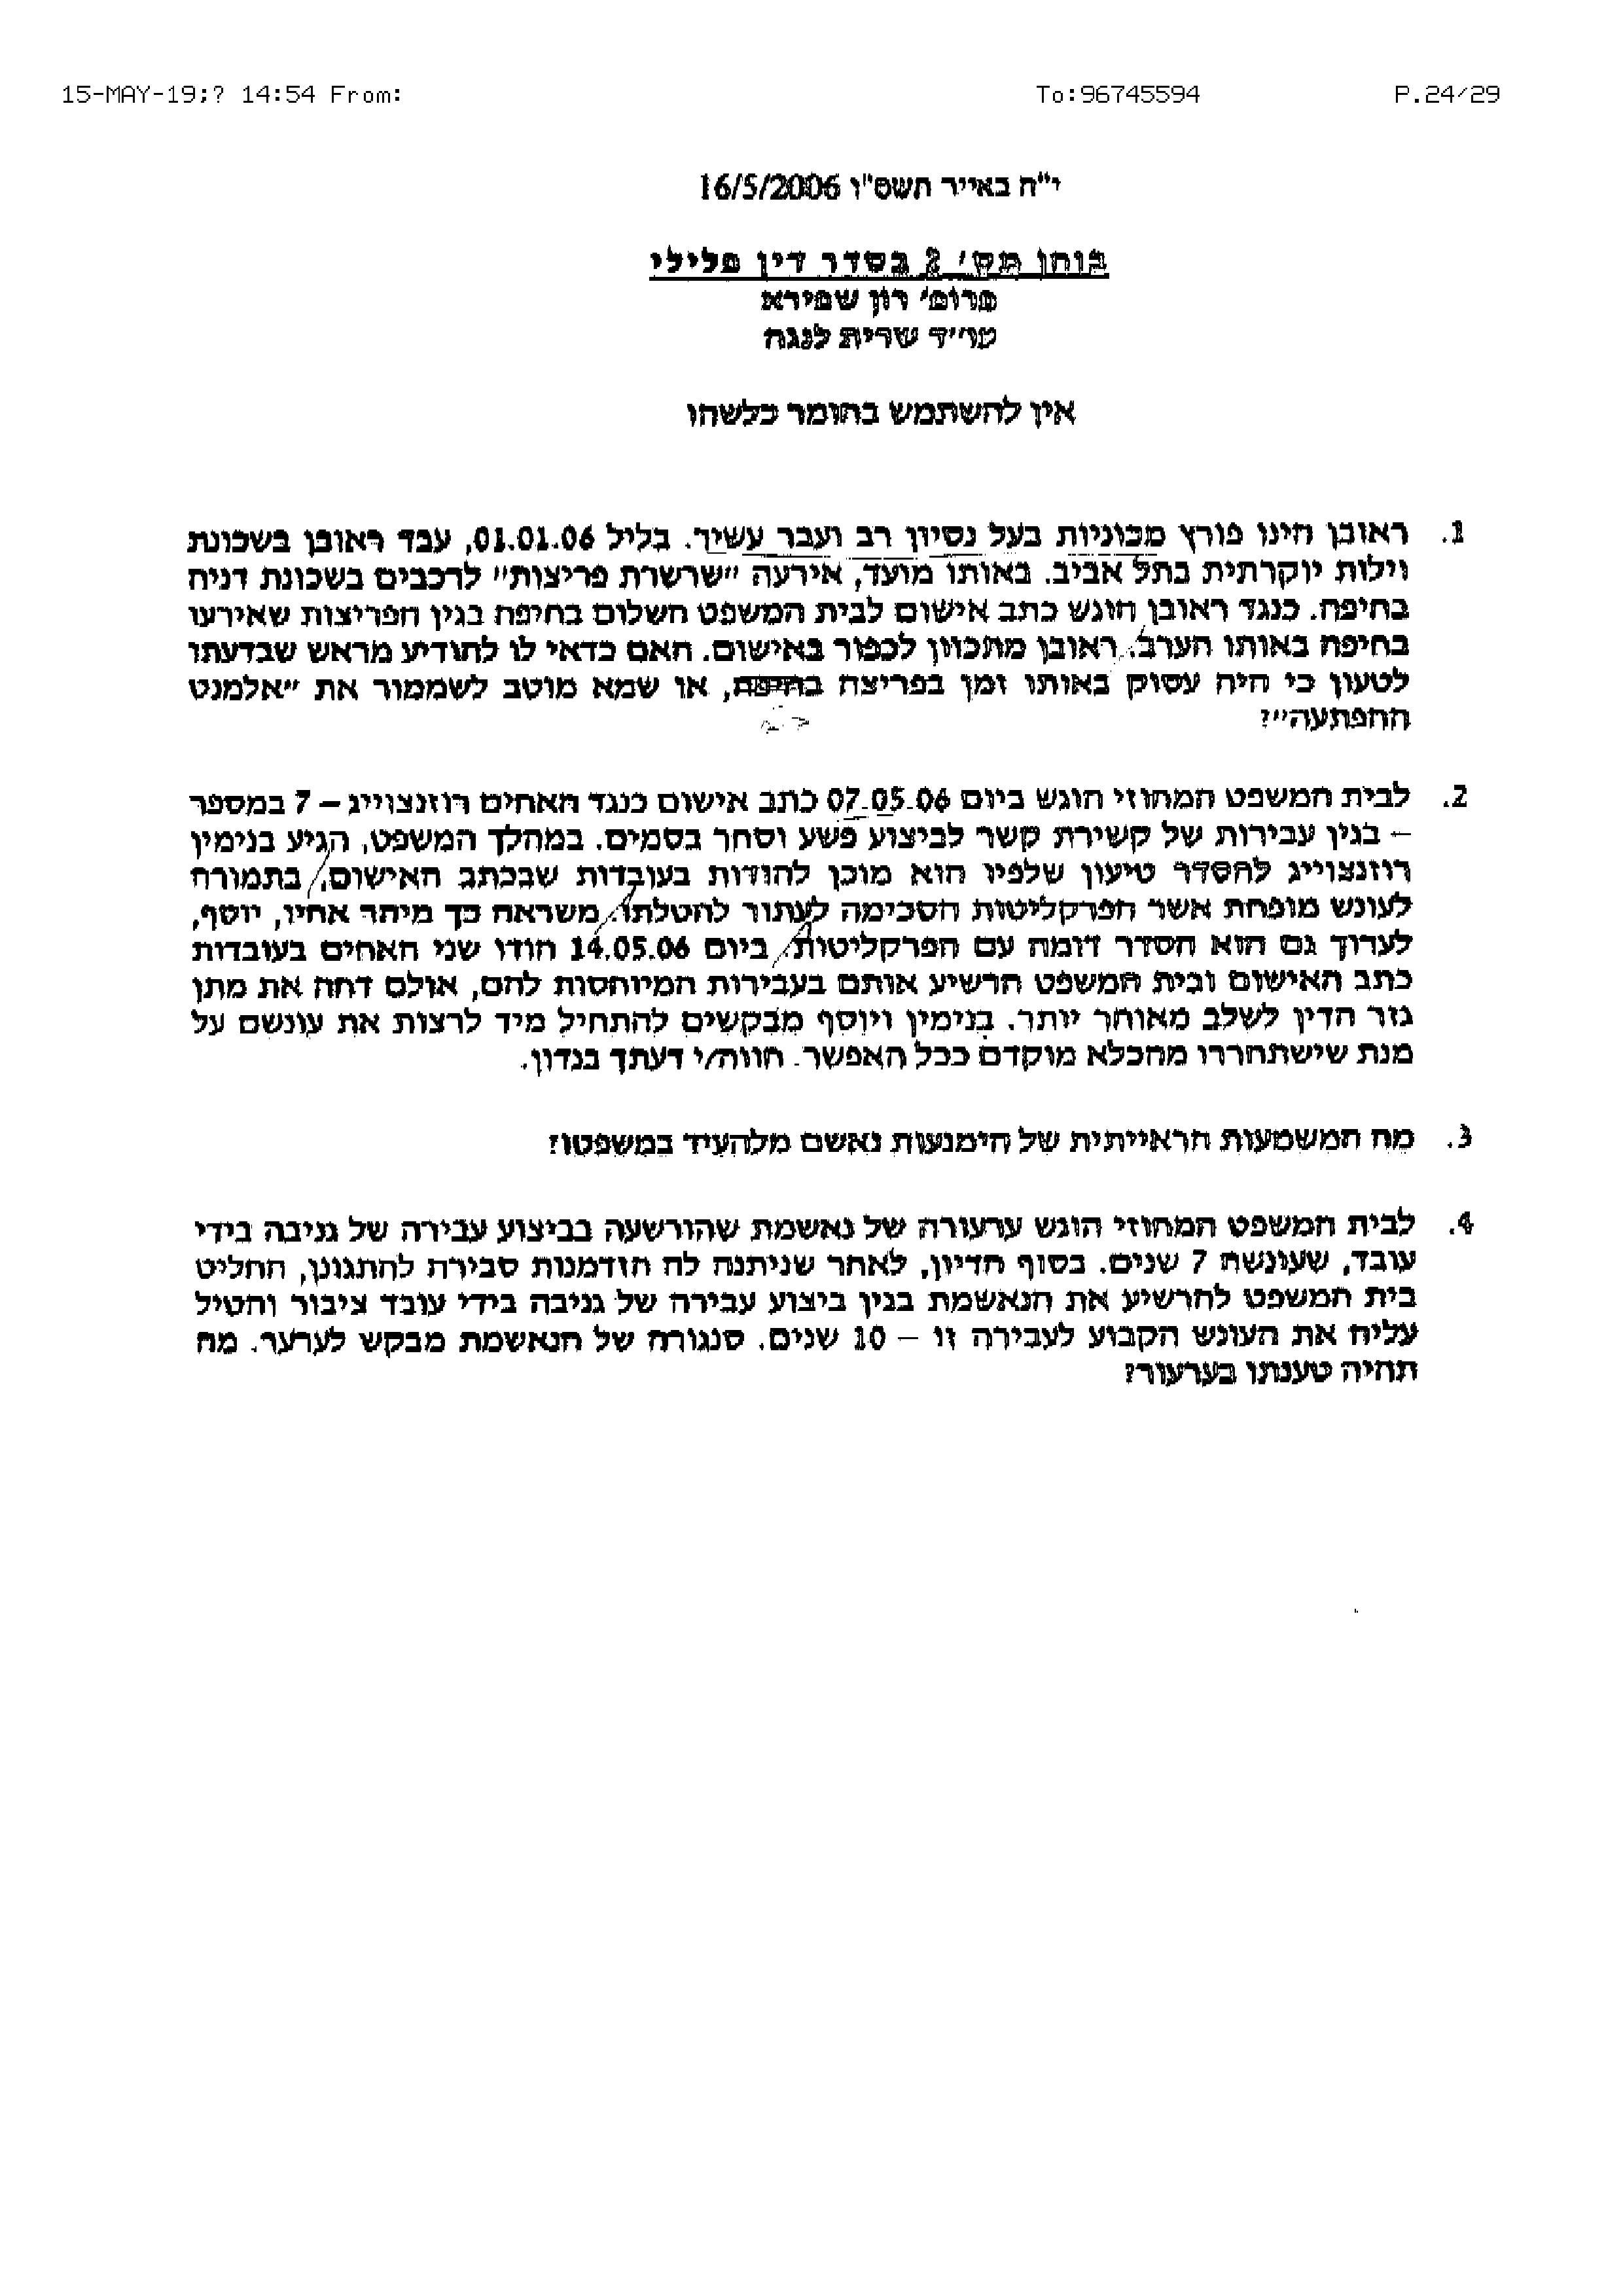 15-MAY-19;? 14:54 From: To:96745594 P.24/29
י"ח באייר תשס"ו 16/5/2006
בוחן מס' 2 בסדר דין פלילי
פרופ' רון שפירא
עו"ד שרית לנגה
אין להשתמש בחומר כלשהו
1. ראובן הינו פורץ מכוניות בעל נסיון רב ועבר עשיר. בליל 01.01.06, עבד ראובן בשכונת
וילות יוקרתית בתל אביב. באותו מועד, אירעה "שרשרת פריצות" לרכבים בשכונת דניה
בחיפה. כנגד ראובן הוגש כתב אישום לבית המשפט השלום בחיפה בגין הפריצות שאירעו
בחיפה באותו הערב. ראובן מתכוון לכפור באישום. האם כדאי לו להודיע מראש שבדעתו
לטעון כי היה עסוק באותו זמן בפריצה בחיפה, או שמא מוטב לשממור את "אלמנט
ההפתעה"?
2. לבית המשפט המחוזי הוגש ביום 07.05.06 כתב אישום כנגד האחים רוזנצוייג – 7 במספר
– בגין עבירות של קשירת קשר לביצוע פשע וסחר בסמים. במהלך המשפט, הגיע בנימין
רוזנצוייג להסדר טיעון שלפיו הוא מוכן להודות בעובדות שבכתב האישום, בתמורה
לעונש מופחת אשר הפרקליטות הסכימה לעתור להטלתו. משראה כך מיהר אחיו, יוסף,
לערוך גם הוא הסדר דומה עם הפרקליטות. ביום 14.05.06 הודו שני האחים בעובדות
כתב האישום ובית המשפט הרשיע אותם בעבירות המיוחסות להם, אולם דחה את מתן
גזר הדין לשלב מאוחר יותר. בנימין ויוסף מבקשים להתחיל מיד לרצות את עונשם על
מנת שישתחררו מהכלא מוקדם ככל האפשר. חווה/י דעתך בנדון.
3. מה המשמעות הראייתית של הימנעות נאשם מלהעיד במשפטו?
4. לבית המשפט המחוזי הוגש ערעורה של נאשמת שהורשעה בביצוע עבירה של גניבה בידי
עובד, שעונשה 7 שנים. בסוף הדיון, לאחר שניתנה לה הזדמנות סבירה להתגונן, החליט
בית המשפט להרשיע את הנאשמת בגין ביצוע עבירה של גניבה בידי עובד ציבור והטיל
עליה את העונש הקבוע לעבירה זו – 10 שנים. סנגורה של הנאשמת מבקש לערער. מה
תהיה טענתו בערעור?